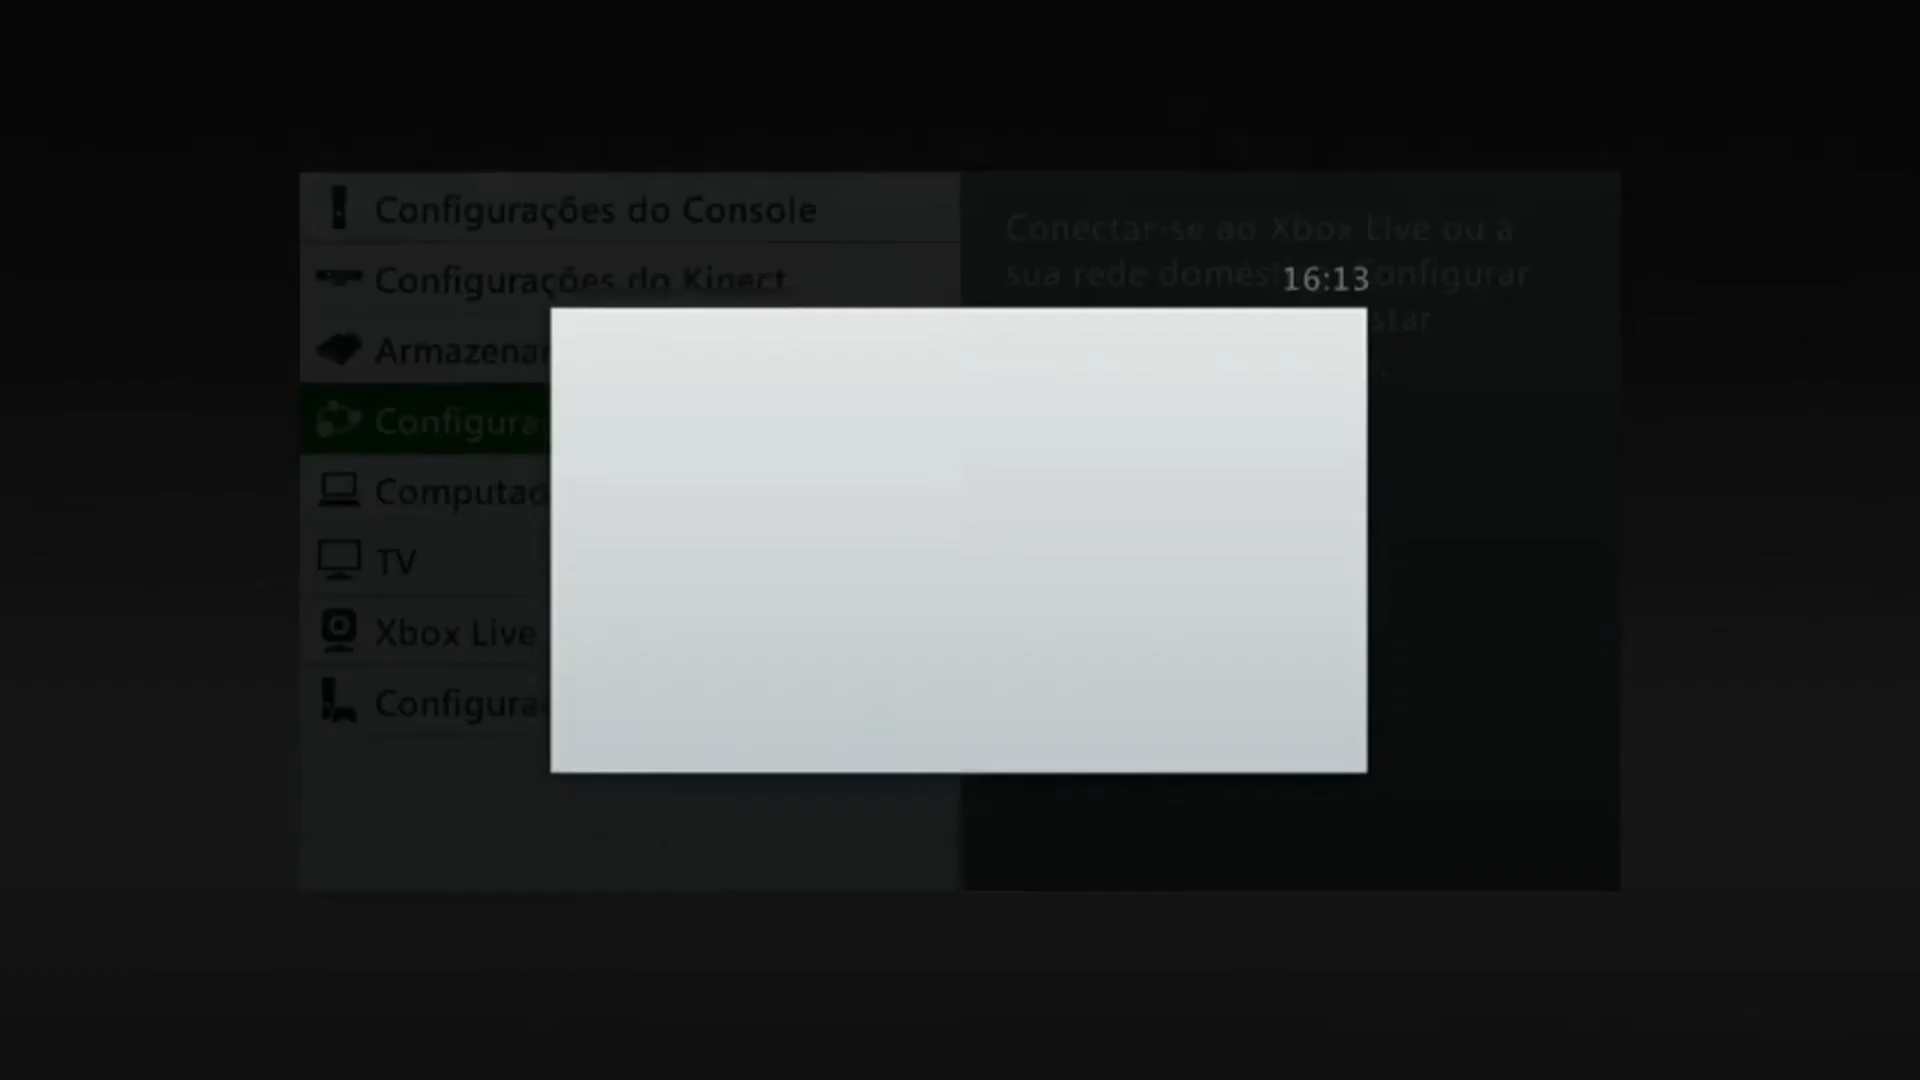 Configurações do Console
Configurações do Kinect
Armazena
Configura
Computad
TV
Xbox Live
Configura
Conectar-se ao Xbox Live ou à
sua rede domés
onfigurar
star
16:13